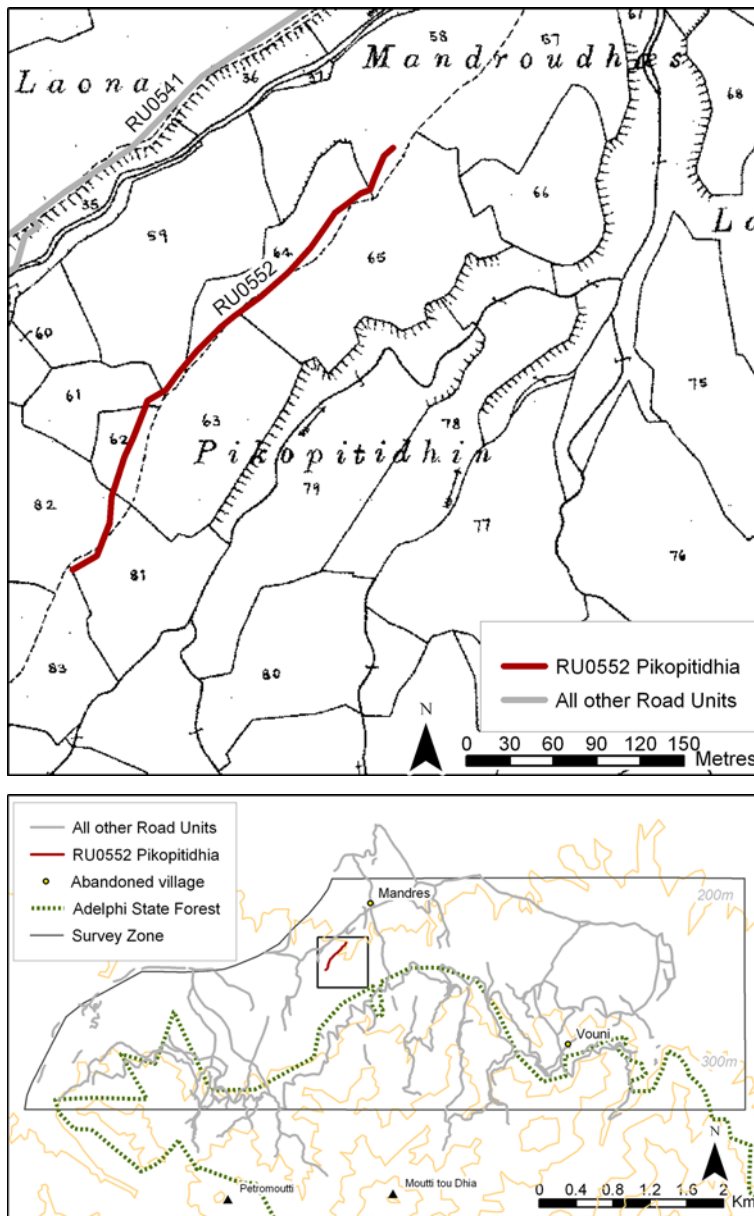 67
58
57
Mandroudhæs
68
Laona
36
37
RU0541
35
66
La
59
64
65
RU0552
60
61
75
62
63
78
Pikopitidhin
82
79
77
76
81
83
80
RU0552 Pikopitidhia
All other Road Units
N
0 30 60 90 120 150
Metres
All other Road Units
RU0552 Pikopitidhia
Abandoned village
Adelphi State Forest
Survey Zone
Mandres
200m
Vouni
300m
N
Petromoutti
Moutti tou Dhia
0 0.4 0.8 1.2 1.6 2
Km